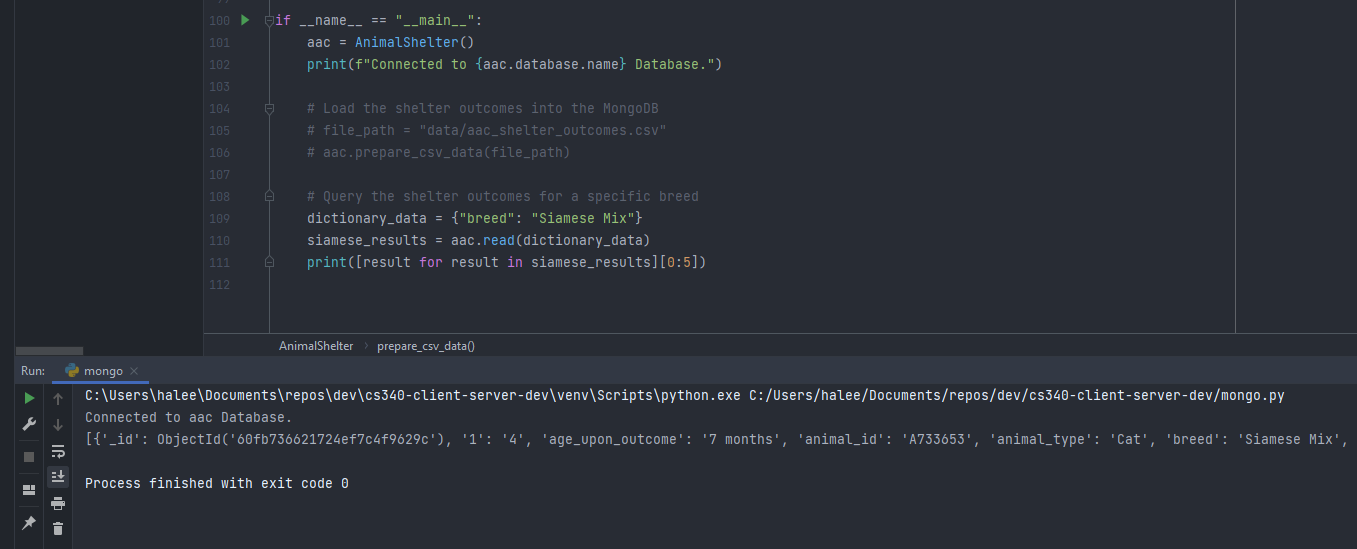 100 if __name__ == "__main__":
101 aac = AnimalShelter()
102 print(f"Connected to {aac.database.name} Database.")
103
104 # Load the shelter outcomes into the MongoDB
105 # file_path = "data/aac_shelter_outcomes.csv"
106 # aac.prepare_csv_data(file_path)
107
108 # Query the shelter outcomes for a specific breed
109 dictionary_data = {"breed": "Siamese Mix"}
110 siamese_results = aac.read(dictionary_data)
111 print([result for result in siamese_results][0:5])
112
AnimalShelter > prepare_csv_data()
Run: mongo ×
C:\Users\halee\Documents\repos\dev\cs340-client-server-dev\venv\Scripts\python.exe C:/Users/halee/Documents/repos/dev/cs340-client-server-dev/mongo.py
Connected to aac Database.
[{'_id': ObjectId('60fb736621724ef7c4f9629c'), '1': '4', 'age_upon_outcome': '7 months', 'animal_id': 'A733653', 'animal_type': 'Cat', 'breed': 'Siamese Mix',
Process finished with exit code 0